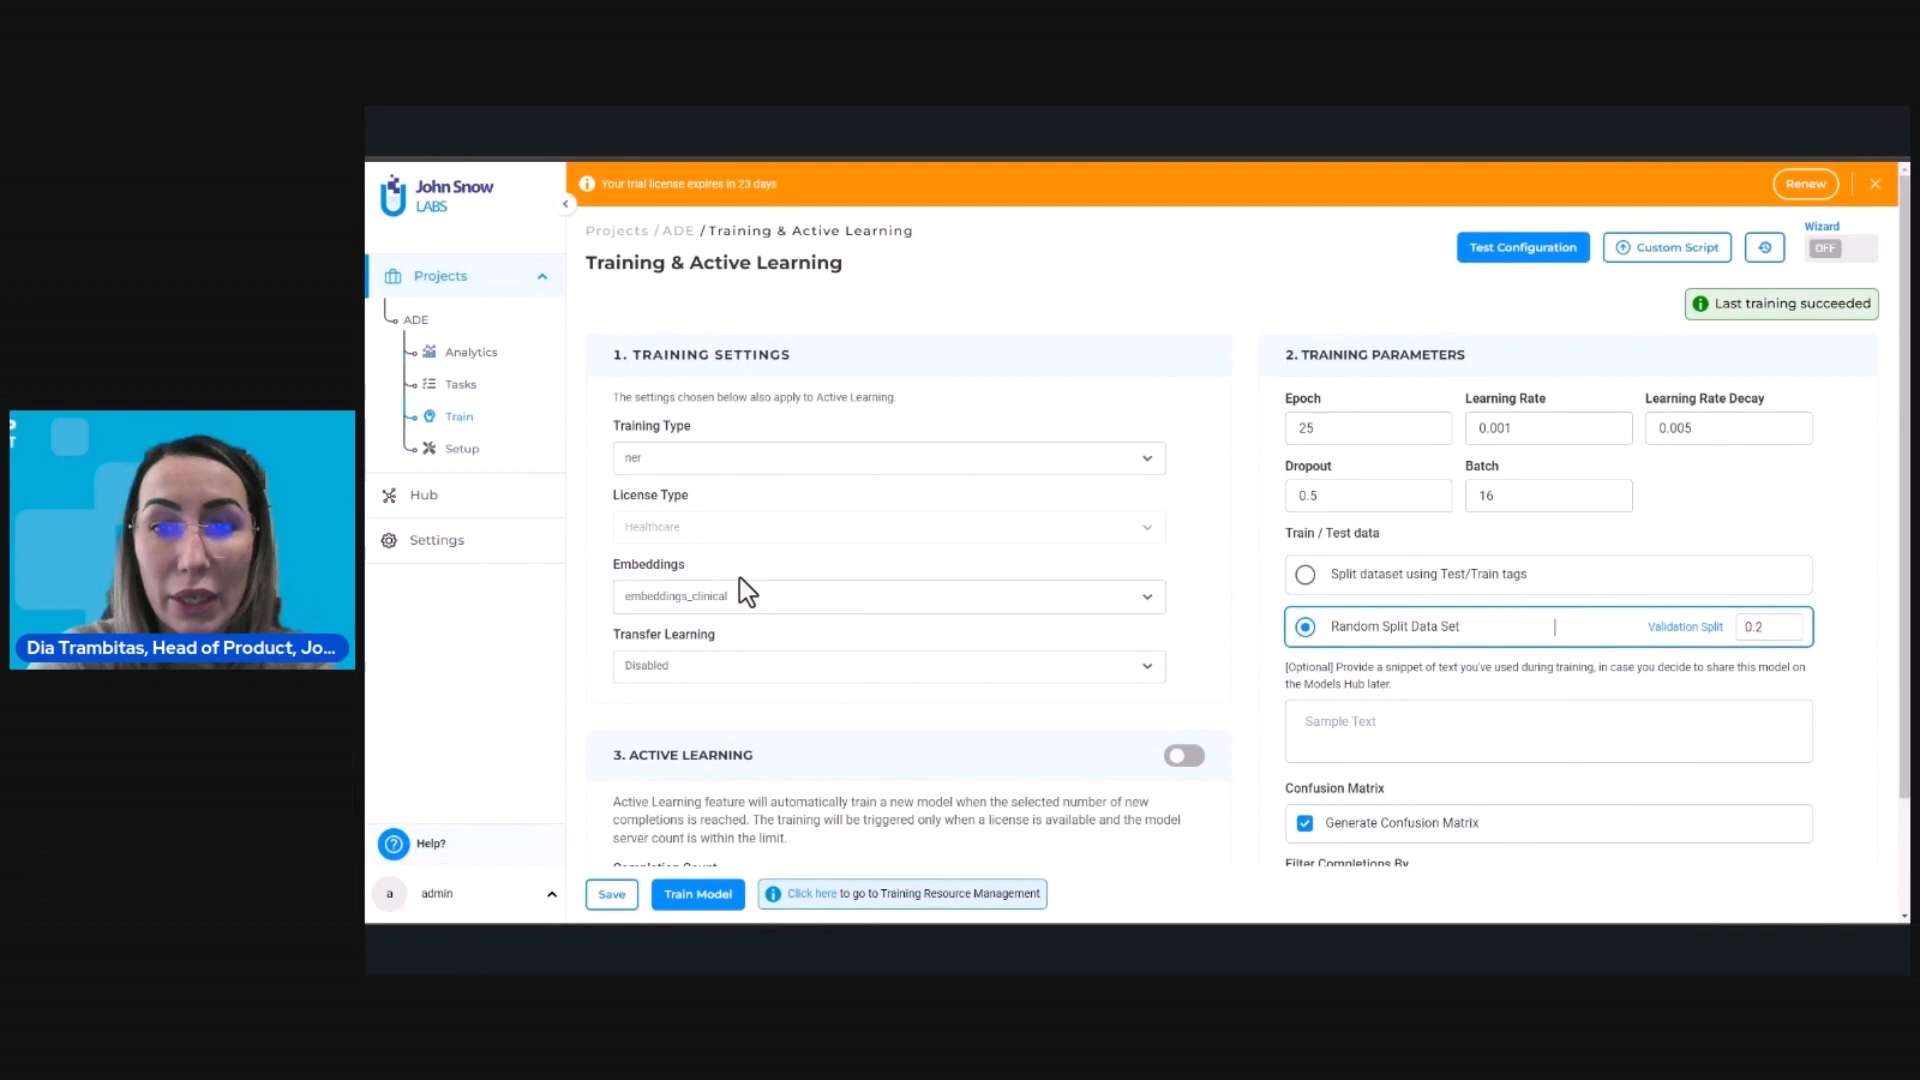 P
T
Dia Trambitas, Head of Product, Jo...
John Snow
LABS
Projects
ADE
Analytics
Tasks
Train
Setup
Hub
Settings
Help?
a
admin
Your trial license expires in 23 days
Renew
Projects / ADE / Training & Active Learning
Training & Active Learning
Test Configuration
Custom Script
Wizard
OFF
Last training succeeded
1. TRAINING SETTINGS
The settings chosen below also apply to Active Learning.
Training Type
ner
License Type
Healthcare
Embeddings
embeddings_clinical
Transfer Learning
Disabled
3. ACTIVE LEARNING
Active Learning feature will automatically train a new model when the selected number of new
completions is reached. The training will be triggered only when a license is available and the model
server count is within the limit.
Completion Count
2. TRAINING PARAMETERS
Epoch
25
Learning Rate
0.001
Learning Rate Decay
0.005
Dropout
0.5
Batch
16
Train / Test data
Split dataset using Test/Train tags
Random Split Data Set
Validation Split
0.2
[Optional] Provide a snippet of text you've used during training, in case you decide to share this model on
the Models Hub later.
Sample Text
Confusion Matrix
Generate Confusion Matrix
Filter Completions By
Save
Train Model
Click here to go to Training Resource Management